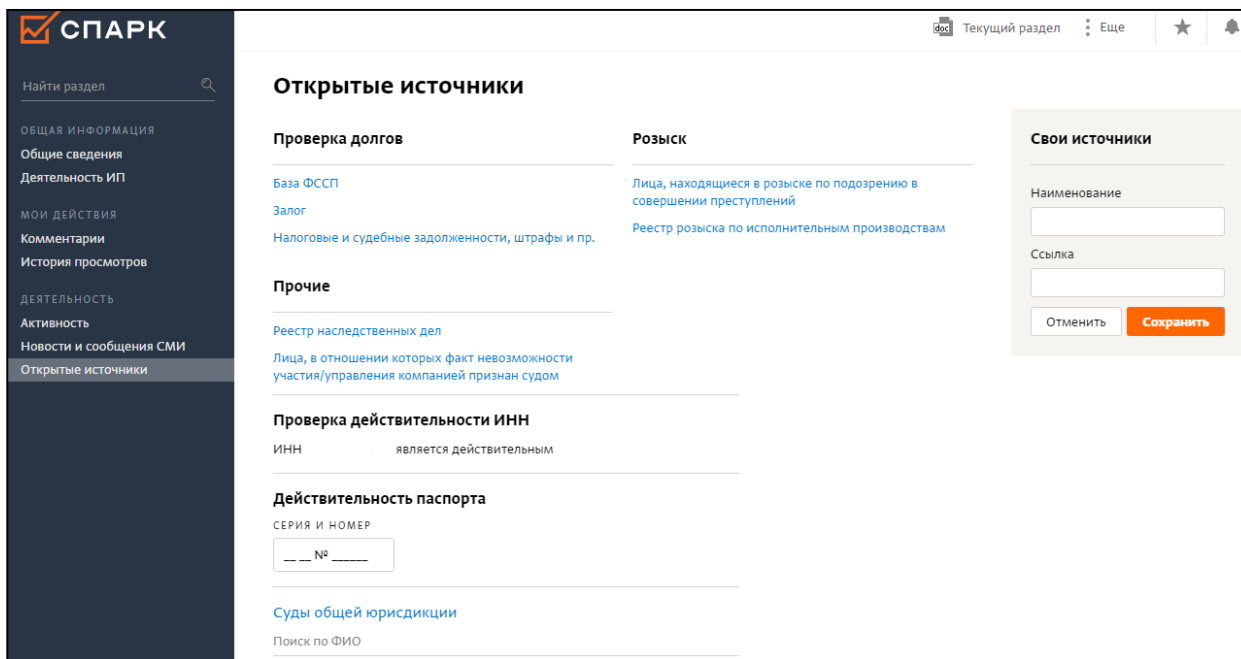 СПАРК
doc
Текущий раздел
Еще
Найти раздел
ОБЩАЯ ИНФОРМАЦИЯ
Общие сведения
Деятельность ИП
МОИ ДЕЙСТВИЯ
Комментарии
История просмотров
ДЕЯТЕЛЬНОСТЬ
Активность
Новости и сообщения СМИ
Открытые источники
Открытые источники
Проверка долгов
База ФССП
Залог
Налоговые и судебные задолженности, штрафы и пр.
Розыск
Лица, находящиеся в розыске по подозрению в
совершении преступлений
Реестр розыска по исполнительным производствам
Прочие
Реестр наследственных дел
Лица, в отношении которых факт невозможности
участия/управления компанией признан судом
Проверка действительности ИНН
ИНН является действительным
Действительность паспорта
СЕРИЯ И НОМЕР
__ __ № ______
Суды общей юрисдикции
Поиск по ФИО
Свои источники
Наименование
Ссылка
Отменить Сохранить